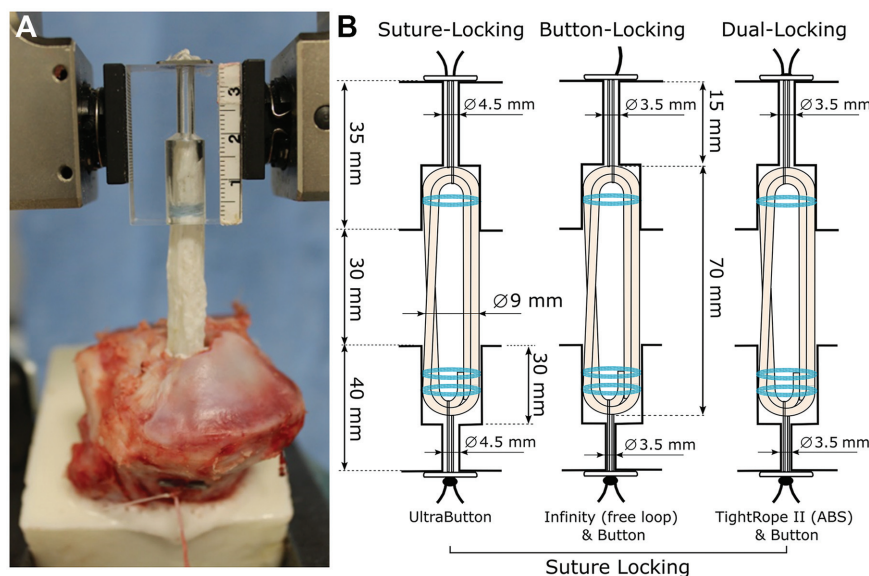 A
3
2
1
B
Suture-Locking Button-Locking Dual-Locking
Ø4.5 mm
Ø3.5 mm
15 mm
Ø3.5 mm
35 mm
30 mm
Ø9 mm
70 mm
40 mm
30 mm
Ø4.5 mm
Ø3.5 mm
Ø3.5 mm
UltraButton
Infinity (free loop)
& Button
TightRope II (ABS)
& Button
Suture Locking